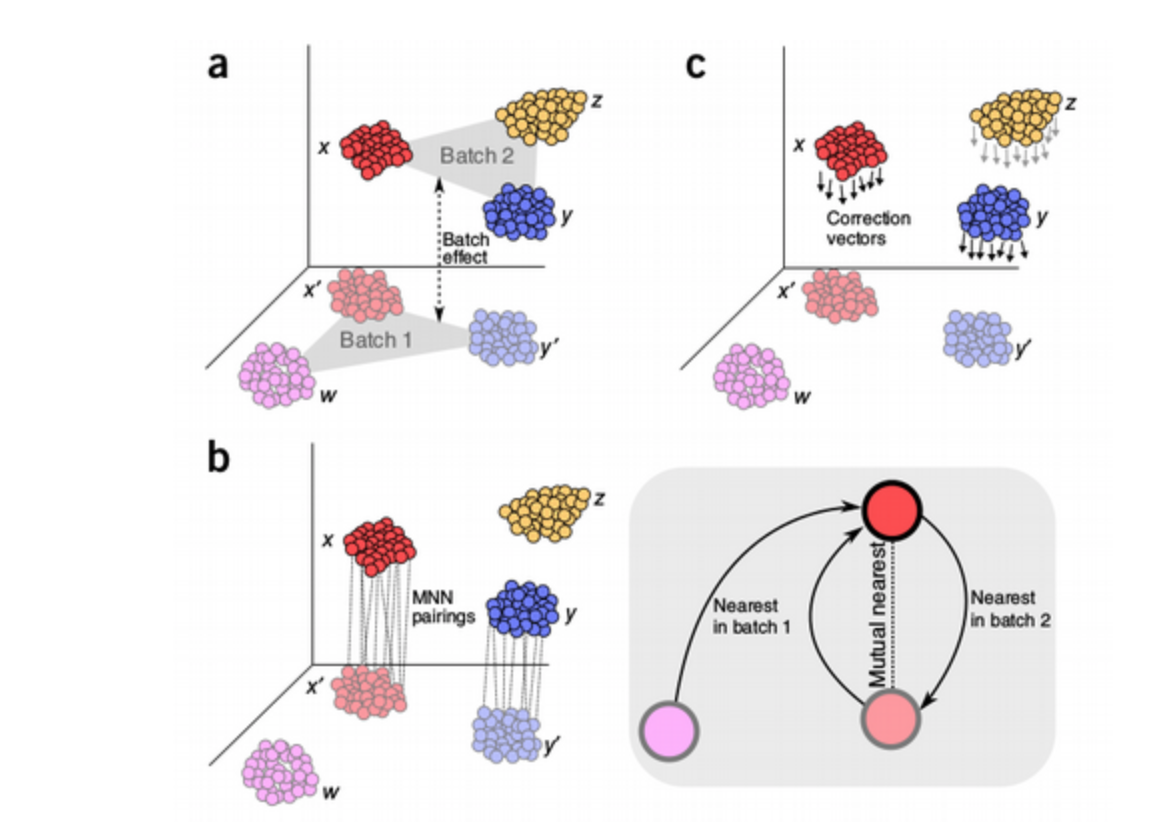 a
z
x
Batch 2
y
Batch
effect
x′
Batch 1
y′
w
c
z
x
y
Correction
vectors
x′
y′
w
b
z
x
MNN
pairings
y
x′
y′
w
Mutual nearest
Nearest
in batch 1
Nearest
in batch 2